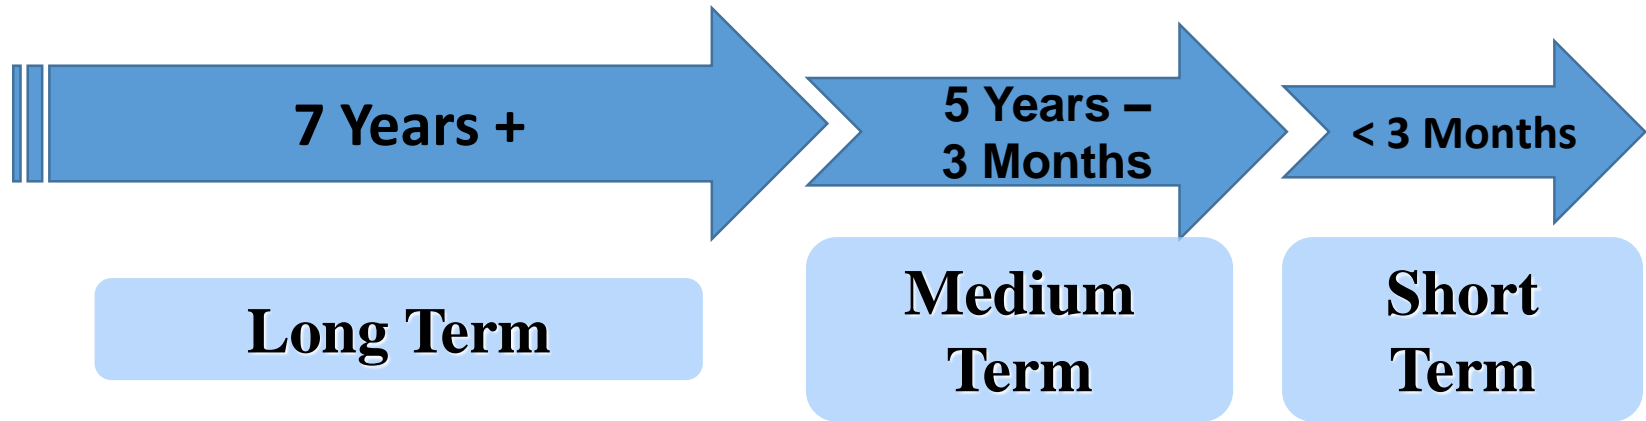 7 Years +
5 Years –
3 Months
< 3 Months
Long Term
Medium
Term
Short
Term